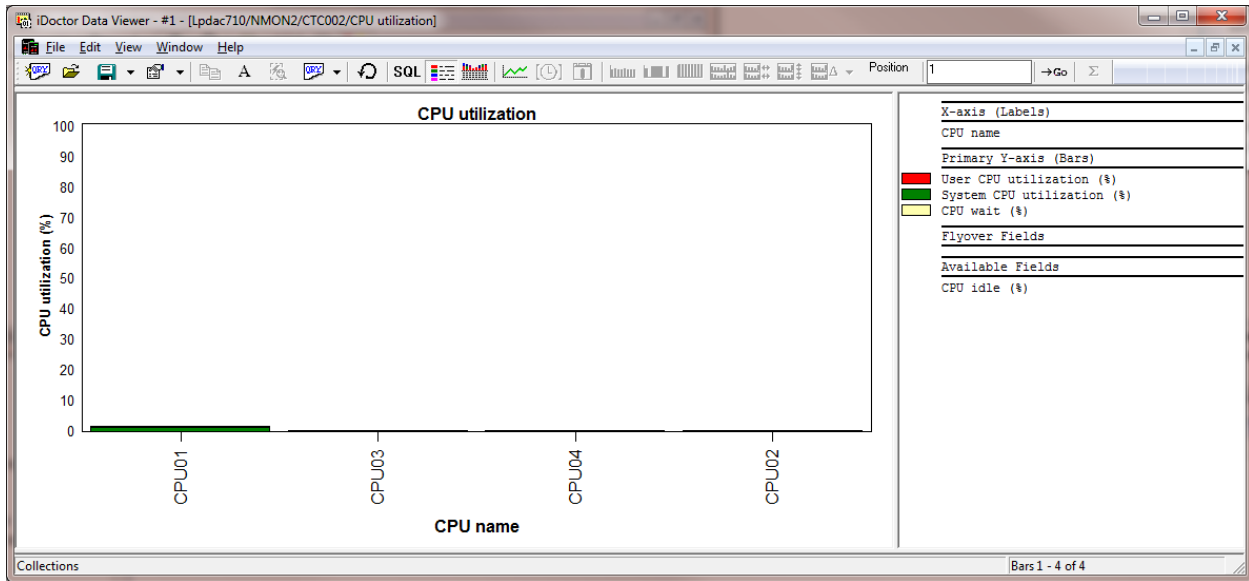 iDoctor Data Viewer - #1 - [Lpdac710/NMON2/CTC002/CPU utilization]
File Edit View Window Help
QRY A QRY SQL Position 1 Go Σ
CPU utilization
100
90
80
70
60
50
40
30
20
10
0
CPU utilization (%)
CPU01 CPU03 CPU04 CPU02
CPU name
X-axis (Labels)
CPU name
Primary Y-axis (Bars)
User CPU utilization (%)
System CPU utilization (%)
CPU wait (%)
Flyover Fields
Available Fields
CPU idle (%)
Collections
Bars 1 - 4 of 4